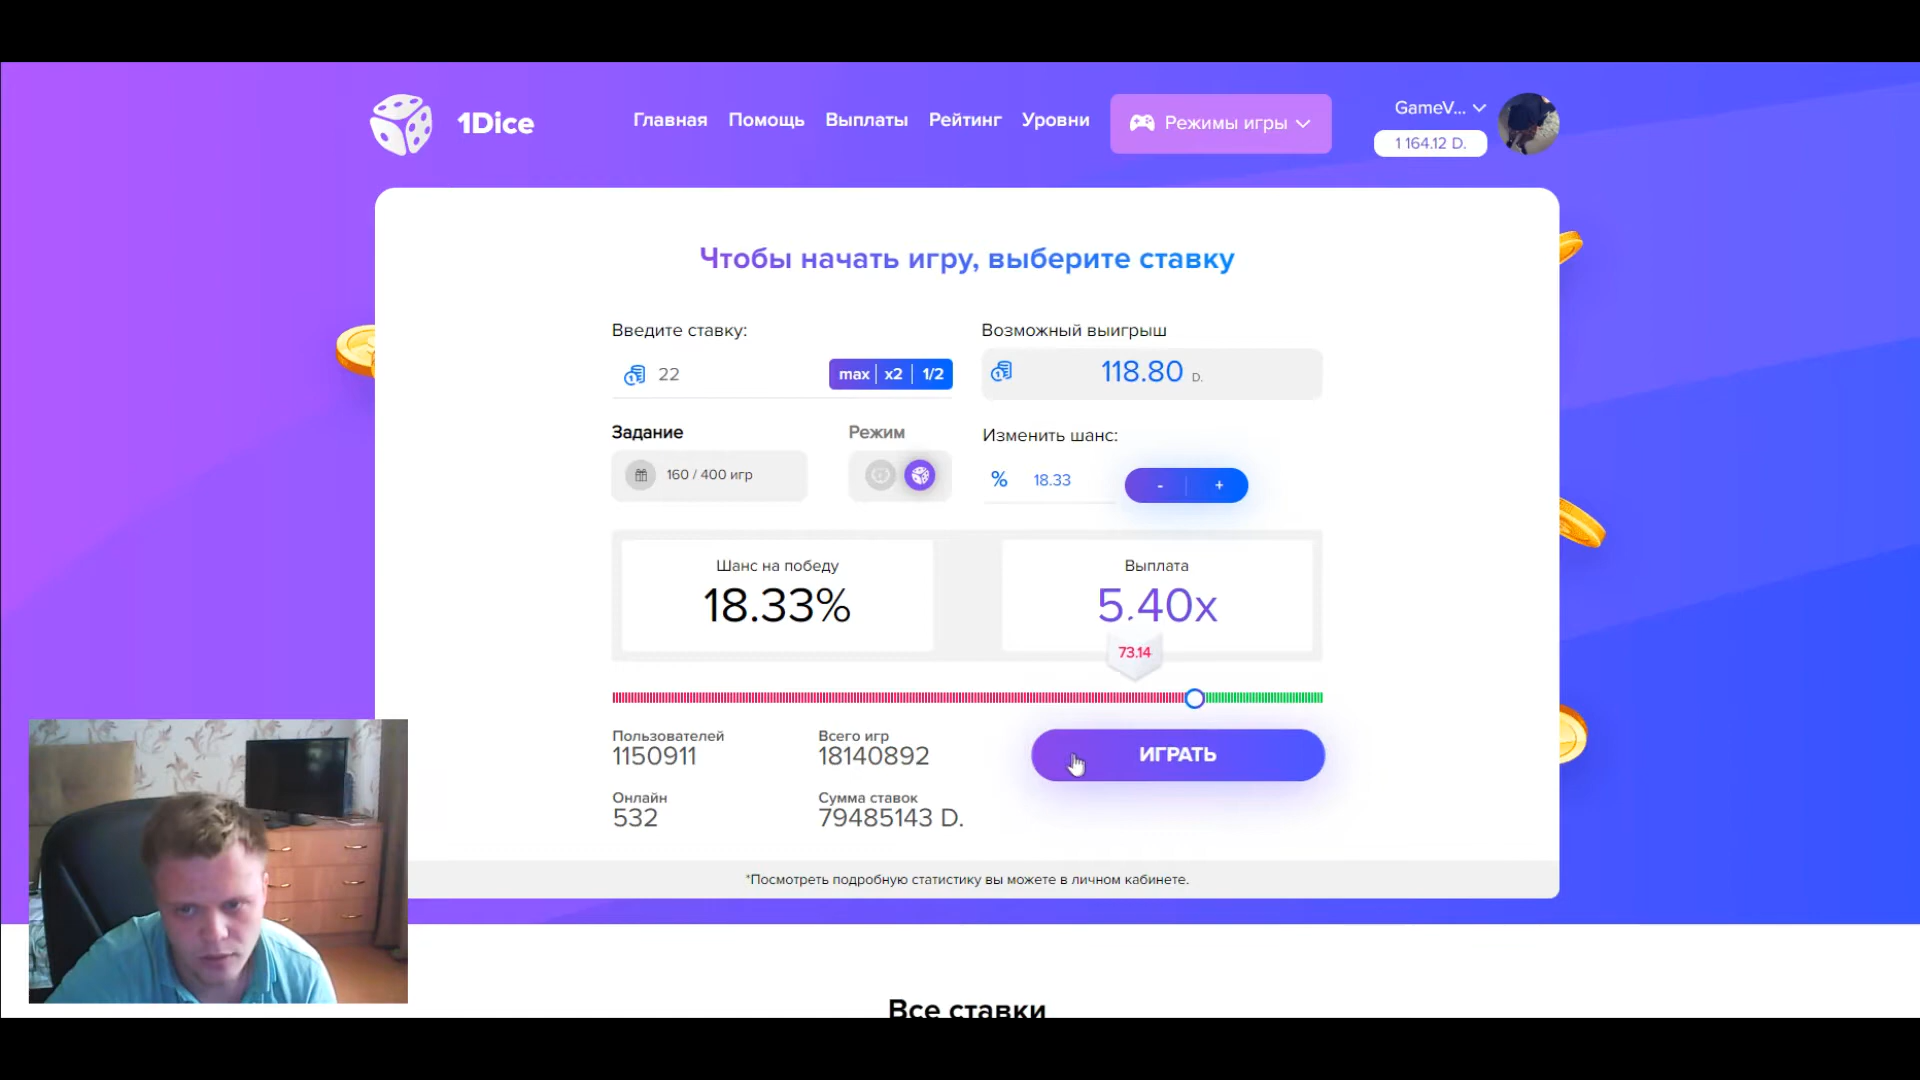 1Dice
Главная
Помощь
Выплаты
Рейтинг
Уровни
Режимы игры
GameV...
1 164.12 D.
Чтобы начать игру, выберите ставку
Введите ставку:
Возможный выигрыш
22
max
x2
1/2
118.80 D.
Задание
Режим
Изменить шанс:
160 / 400 игр
%
18.33
-
+
Шанс на победу
Выплата
18.33%
5.40x
73.14
Пользователей
Всего игр
1150911
18140892
ИГРАТЬ
Онлайн
Сумма ставок
532
79485143 D.
*Посмотреть подробную статистику вы можете в личном кабинете.
Все ставки